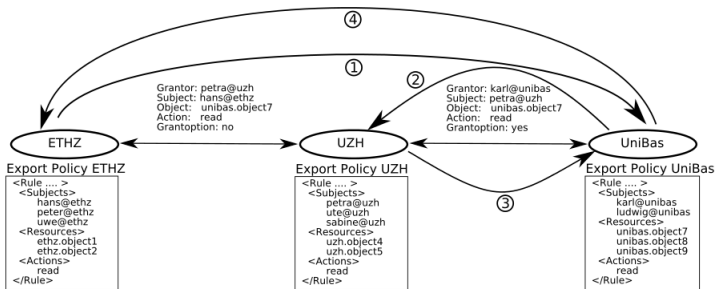 ④
①
②
Grantor: petra@uzh
Subject: hans@ethz
Object: unibas.object7
Action: read
Grantoption: no
Grantor: karl@unibas
Subject: petra@uzh
Object: unibas.object7
Action: read
Grantoption: yes
ETHZ
UZH
UniBas
③
Export Policy ETHZ
<Rule .... >
<Subjects>
hans@ethz
peter@ethz
uwe@ethz
<Resources>
ethz.object1
ethz.object2
<Actions>
read
</Rule>
Export Policy UZH
<Rule .... >
<Subjects>
petra@uzh
ute@uzh
sabine@uzh
<Resources>
uzh.object4
uzh.object5
<Actions>
read
</Rule>
Export Policy UniBas
<Rule .... >
<Subjects>
karl@unibas
ludwig@unibas
<Resources>
unibas.object7
unibas.object8
unibas.object9
<Actions>
read
</Rule>